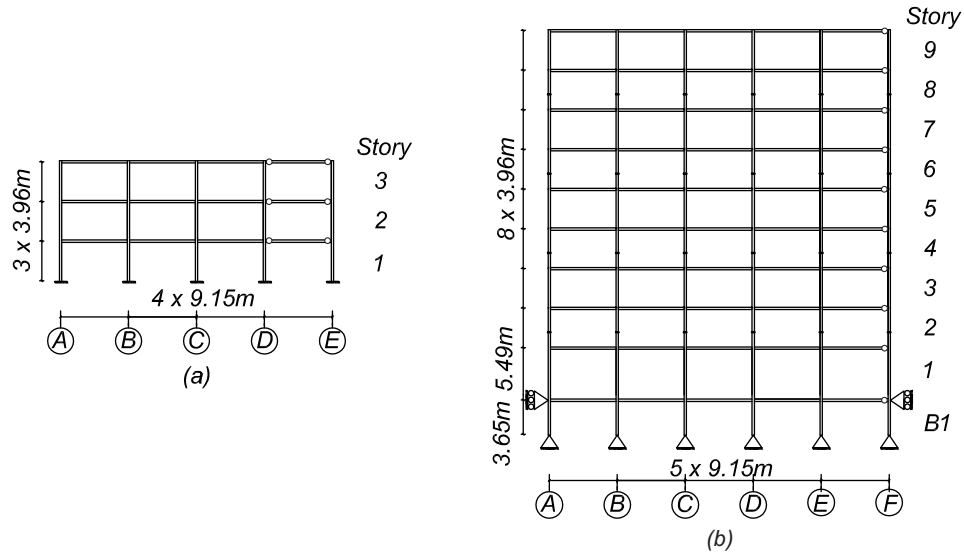 Story
3
2
1
3 x 3.96m
4 x 9.15m
A B C D E
(a)
Story
9
8
7
6
5
4
3
2
1
B1
8 x 3.96m
5.49m
3.65m
5 x 9.15m
A B C D E F
(b)